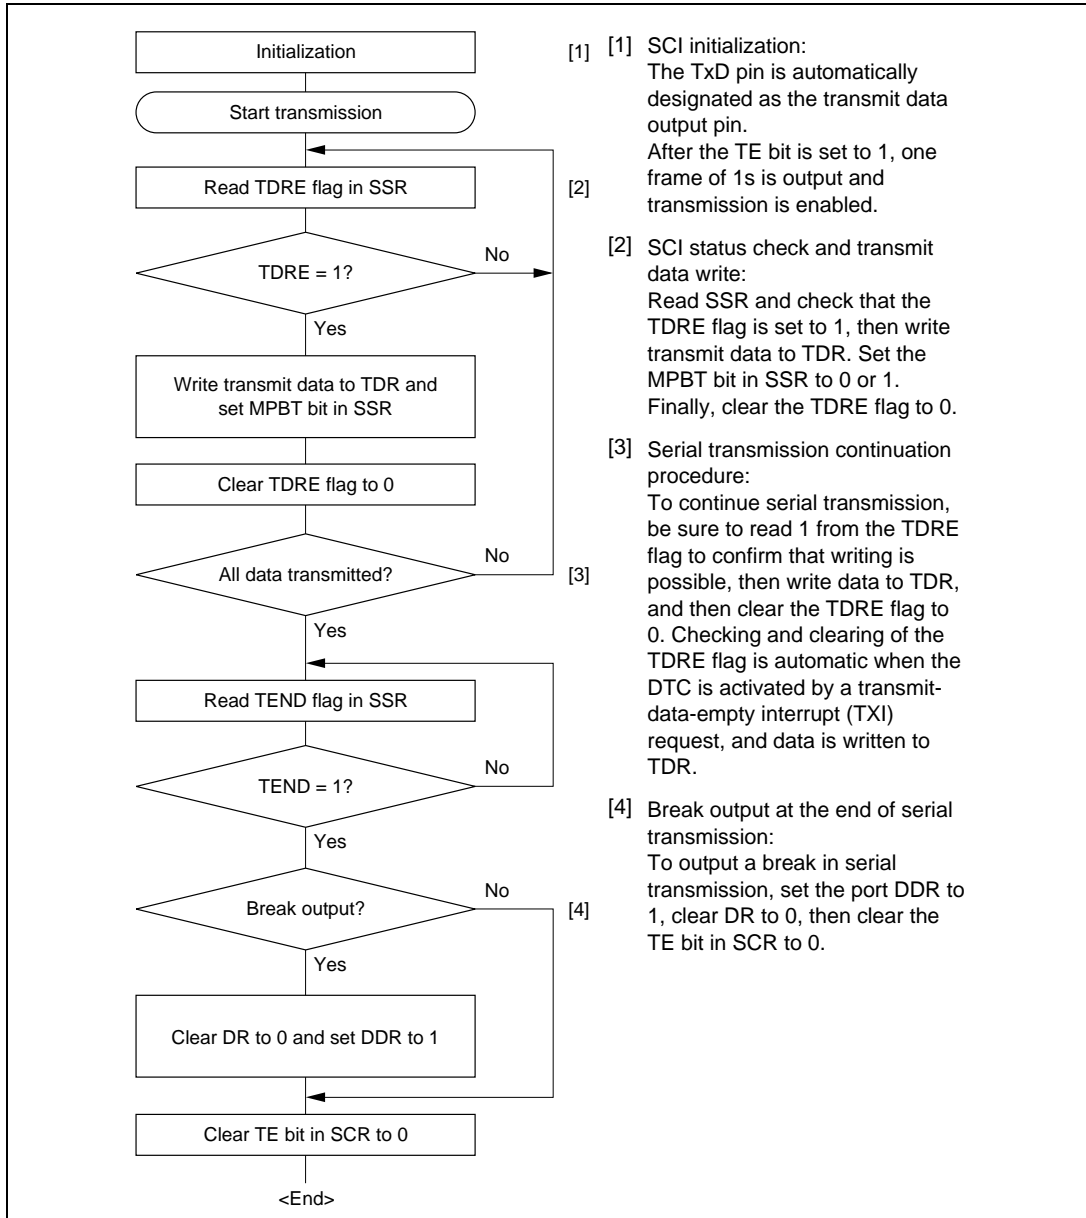 Initialization
[1]
Start transmission
Read TDRE flag in SSR
[2]
TDRE = 1?
No
Yes
Write transmit data to TDR and
set MPBT bit in SSR
Clear TDRE flag to 0
All data transmitted?
No
[3]
Yes
Read TEND flag in SSR
TEND = 1?
No
Yes
Break output?
No
[4]
Yes
Clear DR to 0 and set DDR to 1
Clear TE bit in SCR to 0
<End>
[1] SCI initialization:
The TxD pin is automatically
designated as the transmit data
output pin.
After the TE bit is set to 1, one
frame of 1s is output and
transmission is enabled.
[2] SCI status check and transmit
data write:
Read SSR and check that the
TDRE flag is set to 1, then write
transmit data to TDR. Set the
MPBT bit in SSR to 0 or 1.
Finally, clear the TDRE flag to 0.
[3] Serial transmission continuation
procedure:
To continue serial transmission,
be sure to read 1 from the TDRE
flag to confirm that writing is
possible, then write data to TDR,
and then clear the TDRE flag to
0. Checking and clearing of the
TDRE flag is automatic when the
DTC is activated by a transmit-
data-empty interrupt (TXI)
request, and data is written to
TDR.
[4] Break output at the end of serial
transmission:
To output a break in serial
transmission, set the port DDR to
1, clear DR to 0, then clear the
TE bit in SCR to 0.